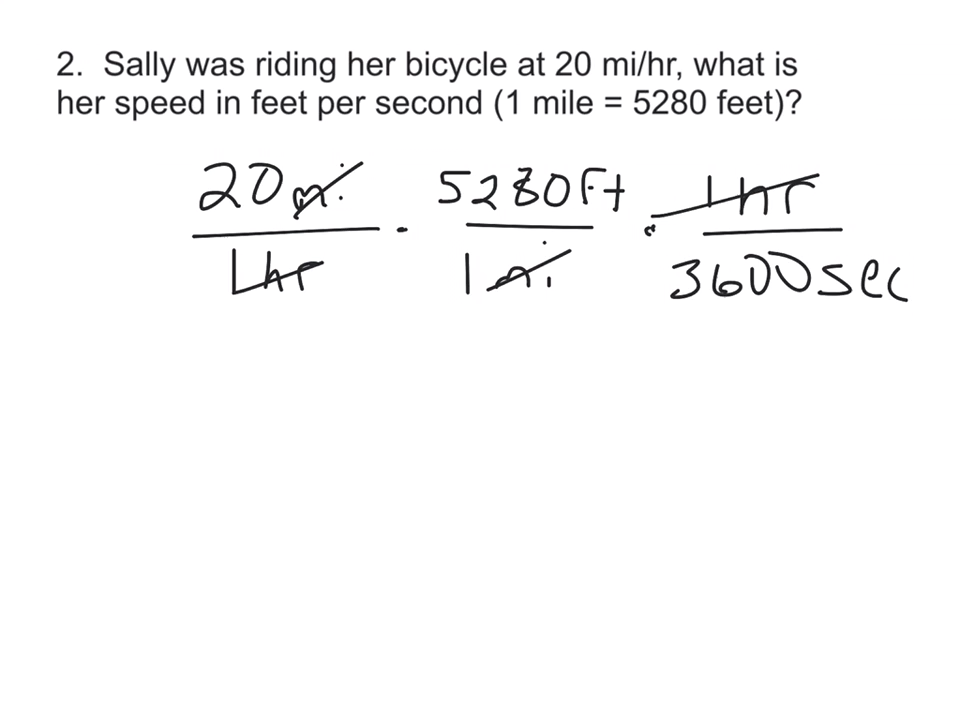 2. Sally was riding her bicycle at 20 mi/hr, what is
her speed in feet per second (1 mile = 5280 feet)?
20 mi · 5280 Ft · 1 hr
1 hr 1 mi 3600 sec